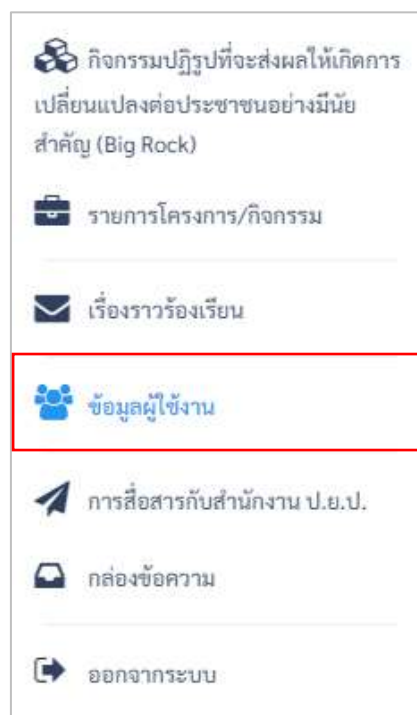 กิจกรรมปฏิรูปที่จะส่งผลให้เกิดการ
เปลี่ยนแปลงต่อประชาชนอย่างมีนัย
สำคัญ (Big Rock)
รายการโครงการ/กิจกรรม
เรื่องราวร้องเรียน
ข้อมูลผู้ใช้งาน
การสื่อสารกับสำนักงาน ป.ย.ป.
กล่องข้อความ
ออกจากระบบ